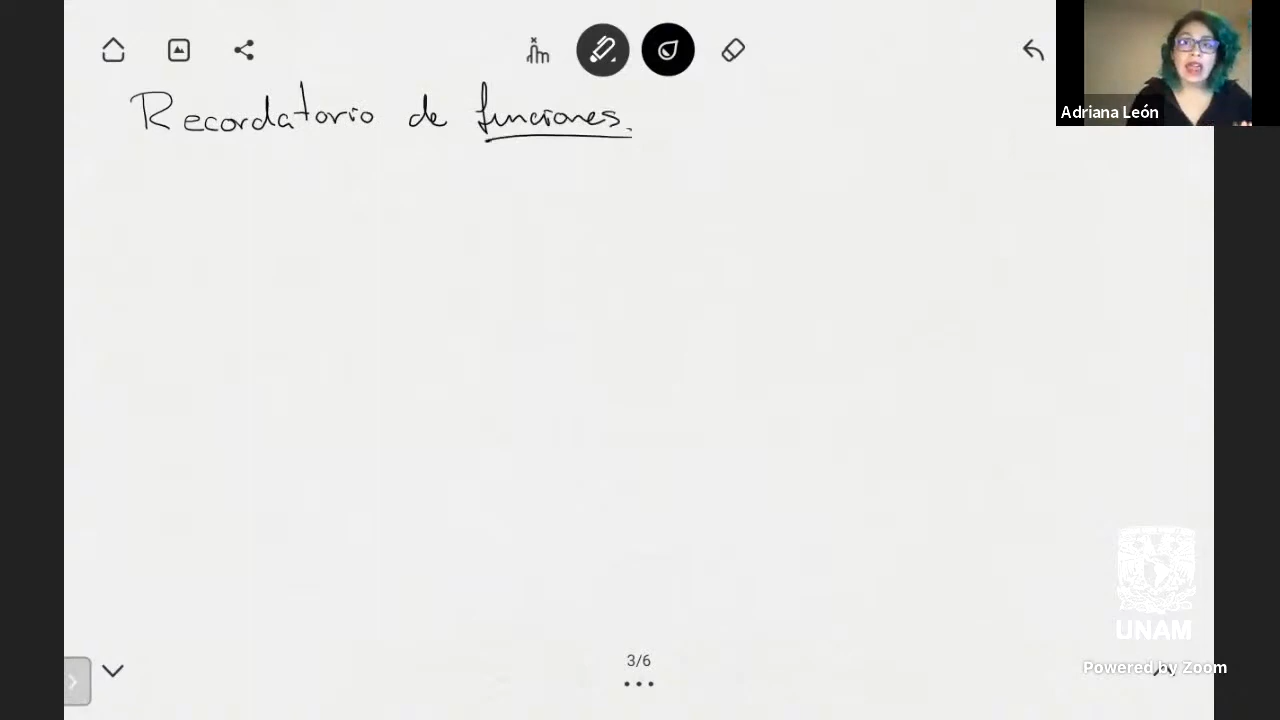 Adriana León
Recordatorio de funciones.
UNAM
3/6
Powered by Zoom